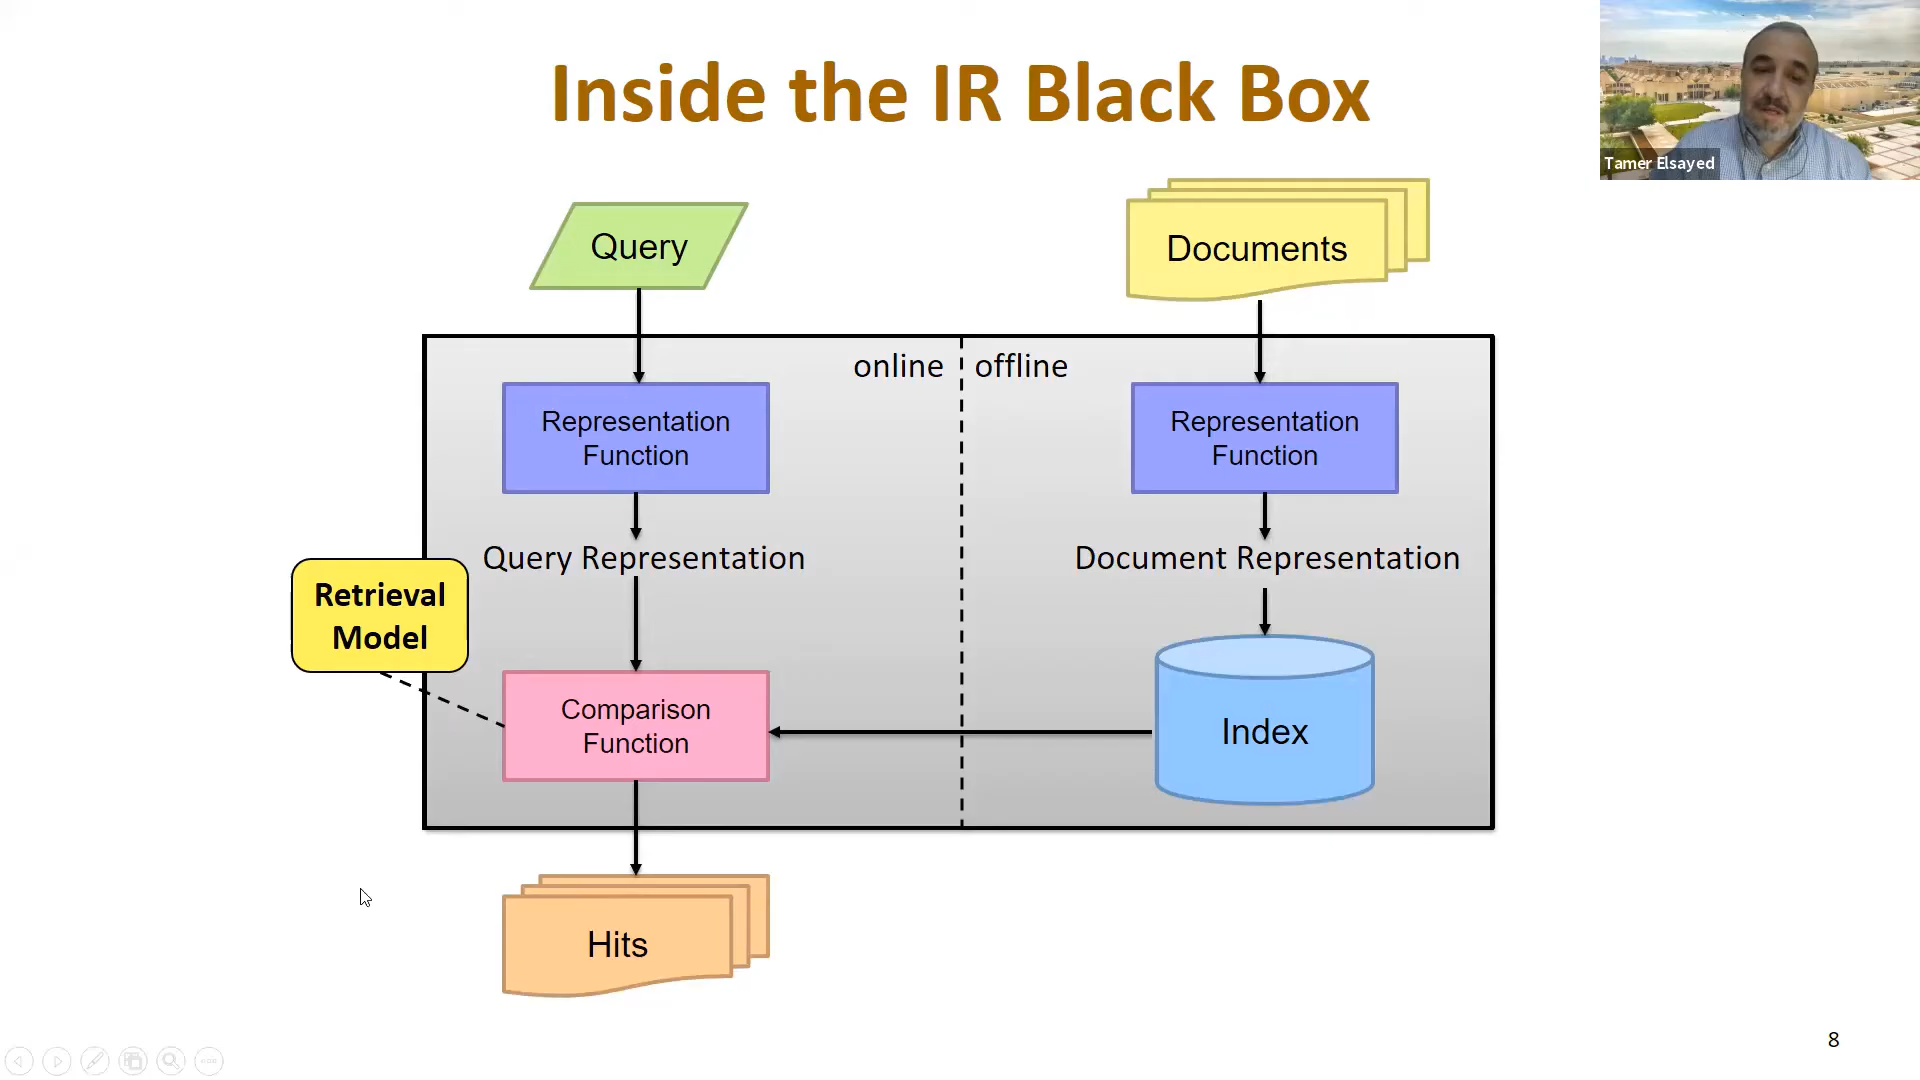 Inside the IR Black Box
Tamer Elsayed
Query
Documents
online
offline
Representation
Function
Representation
Function
Query Representation
Document Representation
Retrieval
Model
Comparison
Function
Index
Hits
8